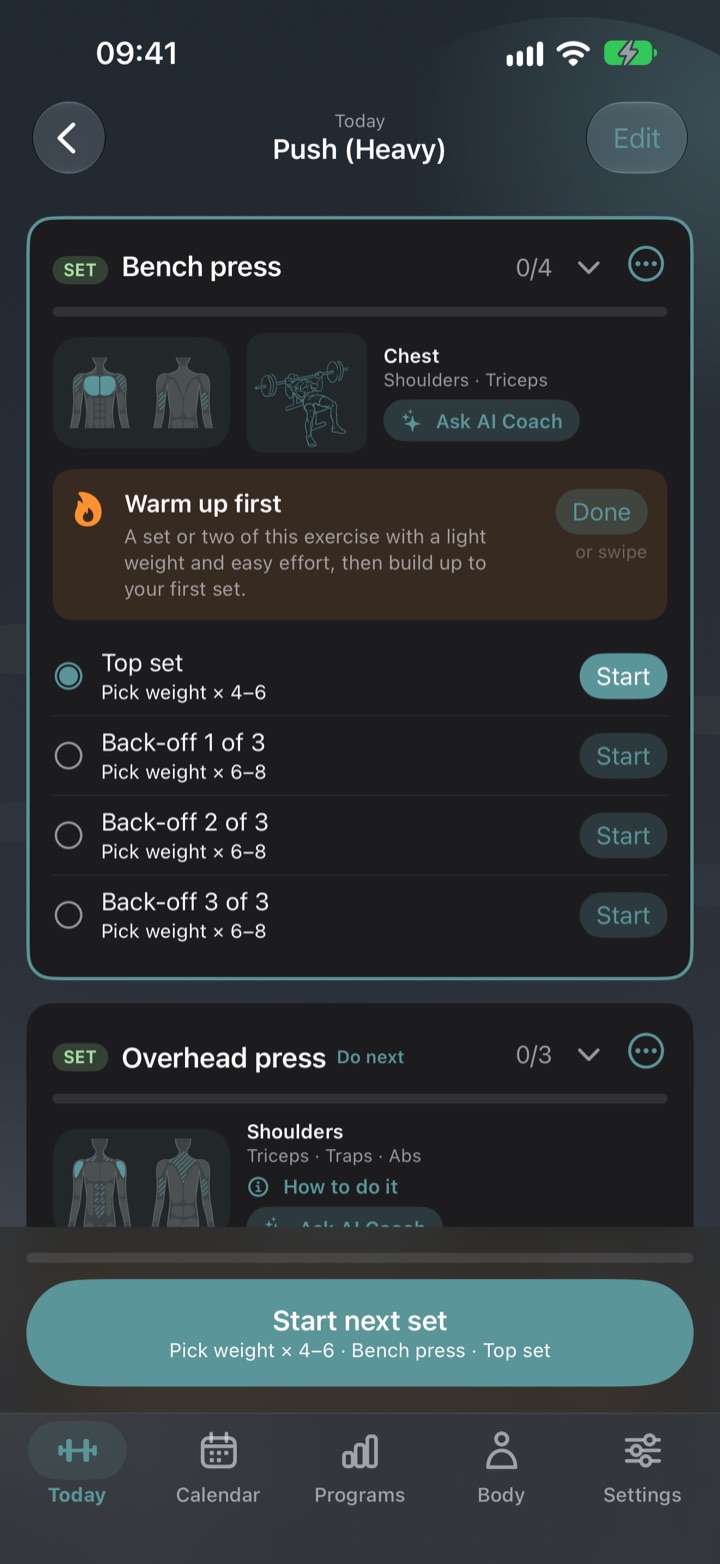 09:41
Today
Push (Heavy)
Edit
SET
Bench press
0/4
Chest
Shoulders · Triceps
Ask AI Coach
Warm up first
A set or two of this exercise with a light
weight and easy effort, then build up to
your first set.
Done
or swipe
Top set
Pick weight × 4–6
Start
Back-off 1 of 3
Pick weight × 6–8
Start
Back-off 2 of 3
Pick weight × 6–8
Start
Back-off 3 of 3
Pick weight × 6–8
Start
SET
Overhead press
Do next
0/3
Shoulders
Triceps · Traps · Abs
How to do it
Ask AI Coach
Start next set
Pick weight × 4–6 · Bench press · Top set
Today
Calendar
Programs
Body
Settings